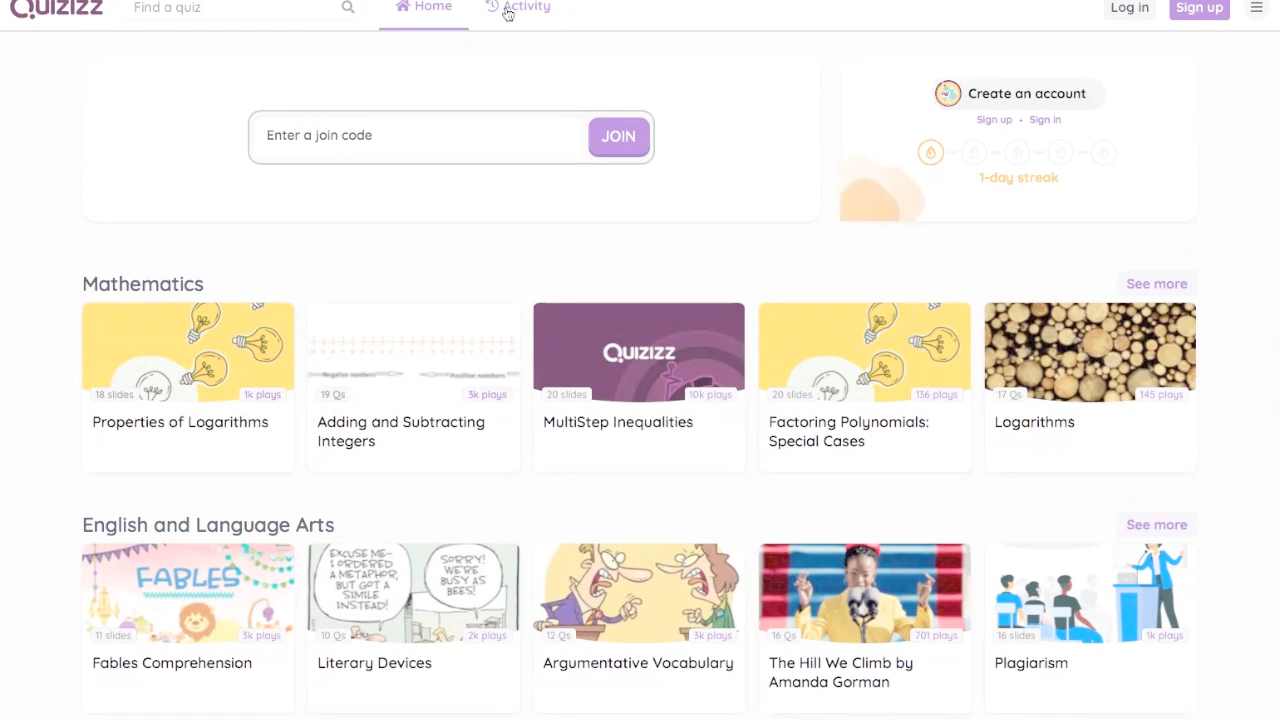 QUIZIZZ
Find a quiz
Home
Activity
Log in
Sign up
Enter a join code
JOIN
Create an account
Sign up • Sign in
1-day streak
Mathematics
See more
18 slides
1k plays
Properties of Logarithms
Negative numbers
Positive numbers
19 Qs
3k plays
Adding and Subtracting
Integers
QUIZIZZ
20 slides
10k plays
MultiStep Inequalities
20 slides
136 plays
Factoring Polynomials:
Special Cases
17 Qs
145 plays
Logarithms
English and Language Arts
See more
FABLES
11 slides
3k plays
Fables Comprehension
EXCUSE ME-
I ORDERED
A METAPHOR,
BUT GOT A
SIMILE
INSTEAD!
SORRY!
WE'RE
BUSY AS
BEES!
10 Qs
2k plays
Literary Devices
12 Qs
3k plays
Argumentative Vocabulary
16 Qs
701 plays
The Hill We Climb by
Amanda Gorman
16 slides
1k plays
Plagiarism